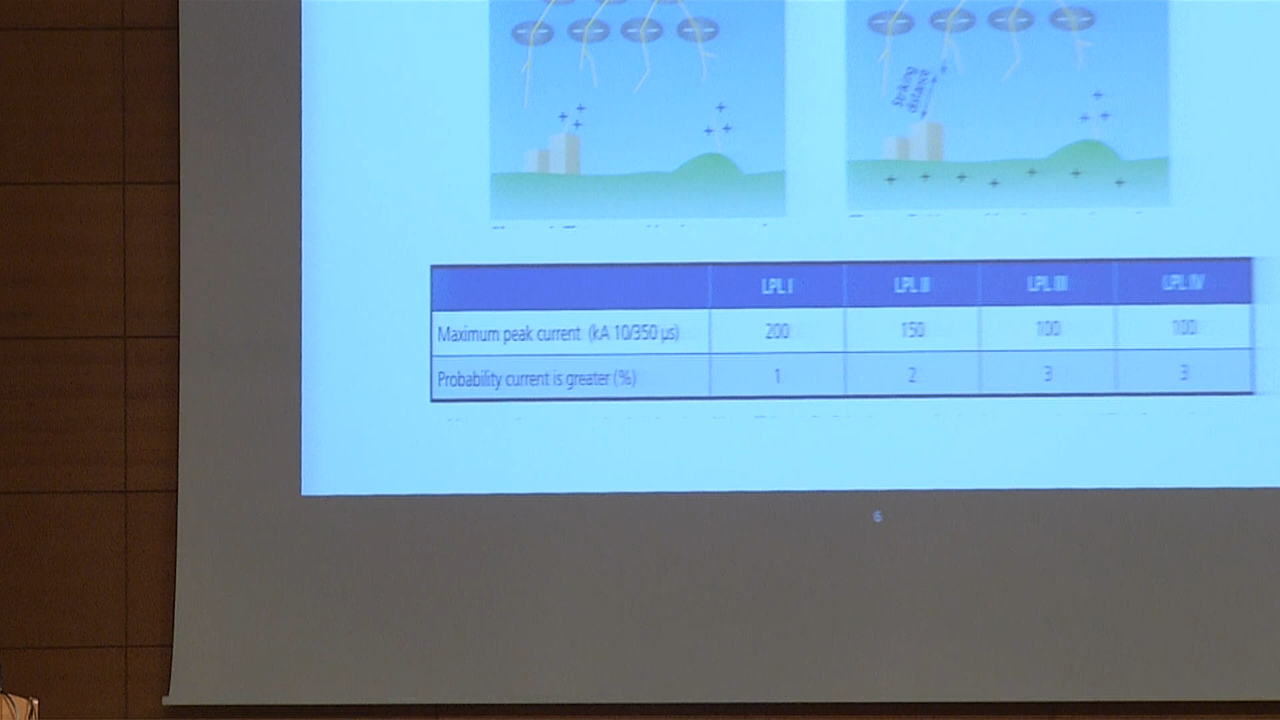 Striking
distance
LPL I LPL II LPL III LPL IV
Maximum peak current (kA 10/350 µs) 200 150 100 100
Probability current is greater (%) 1 2 3 3
6